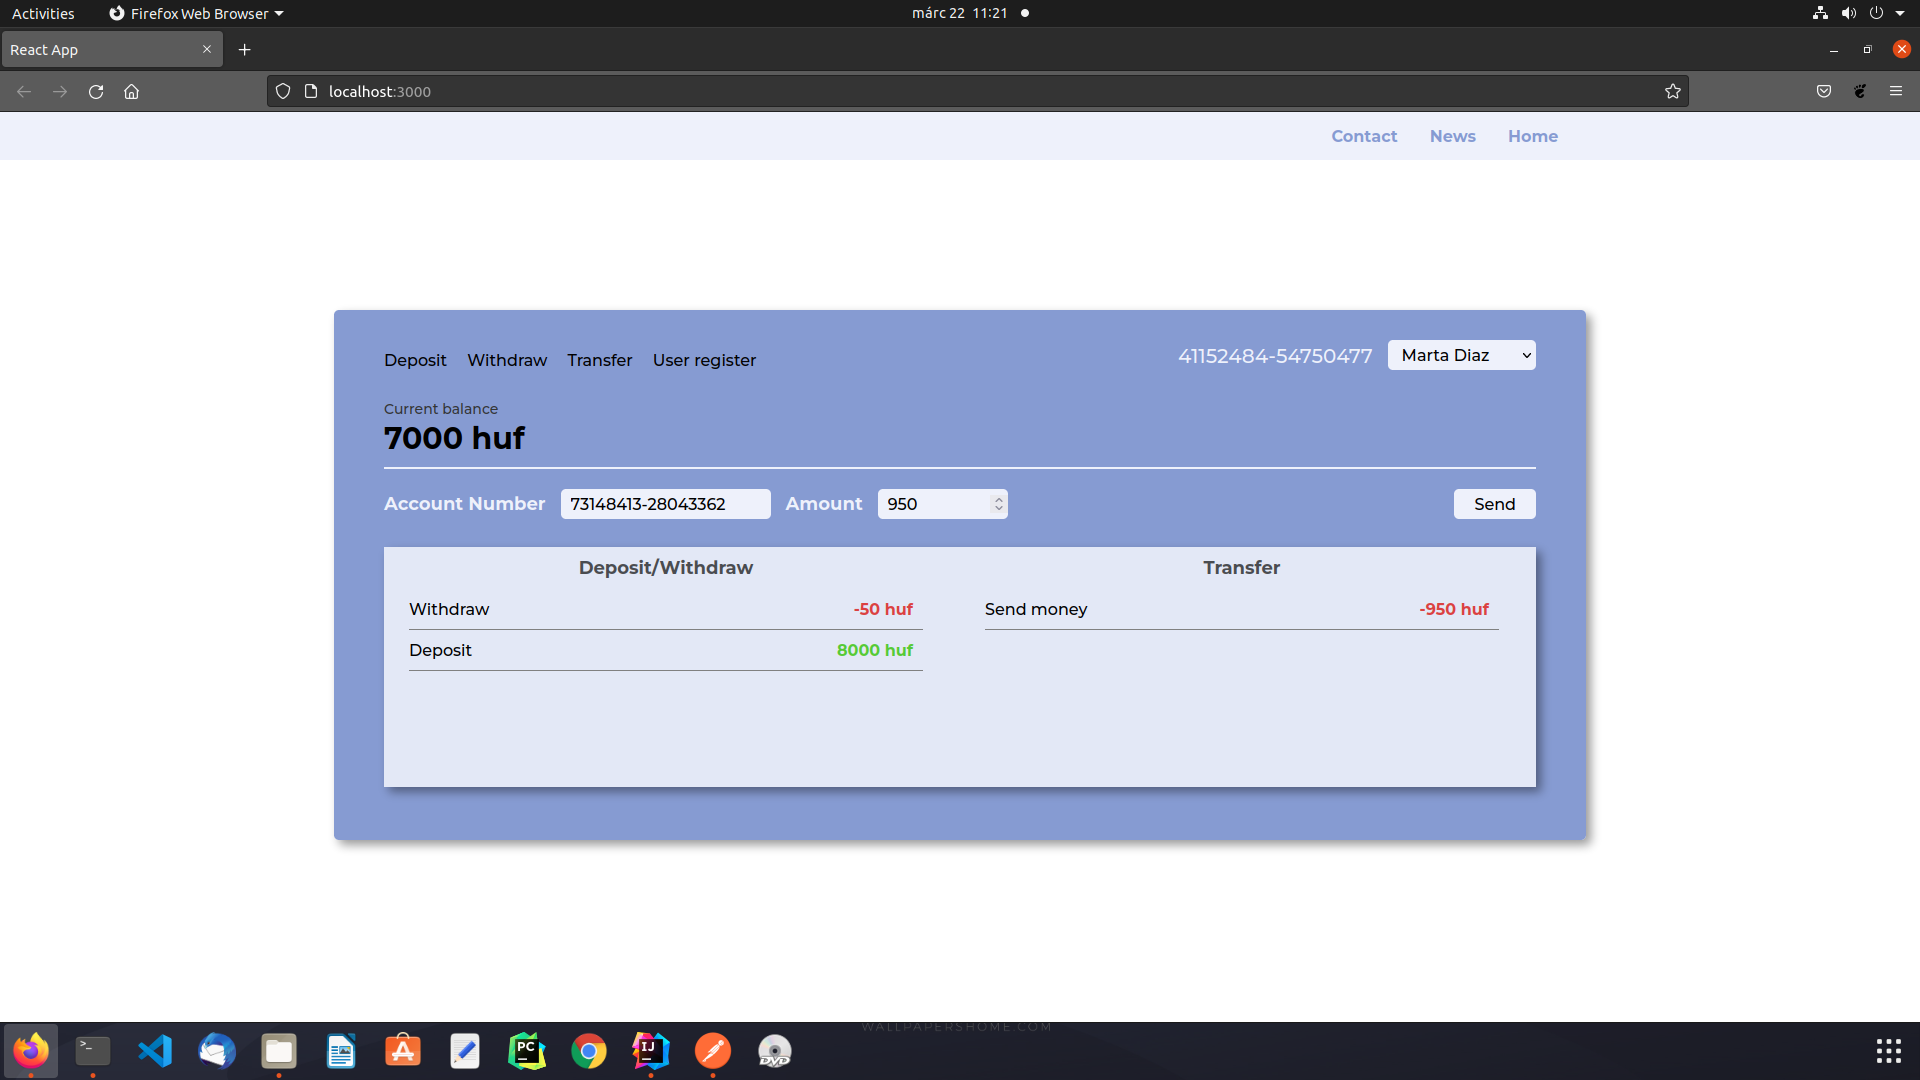 Activities Firefox Web Browser márc 22 11:21
React App
localhost:3000
Contact News Home
Deposit Withdraw Transfer User register 41152484-54750477 Marta Diaz
Current balance
7000 huf
Account Number 73148413-28043362 Amount 950 Send
Deposit/Withdraw Transfer
Withdraw -50 huf Send money -950 huf
Deposit 8000 huf
WALLPAPERSHOME.COM
>_ PC IJ DVD